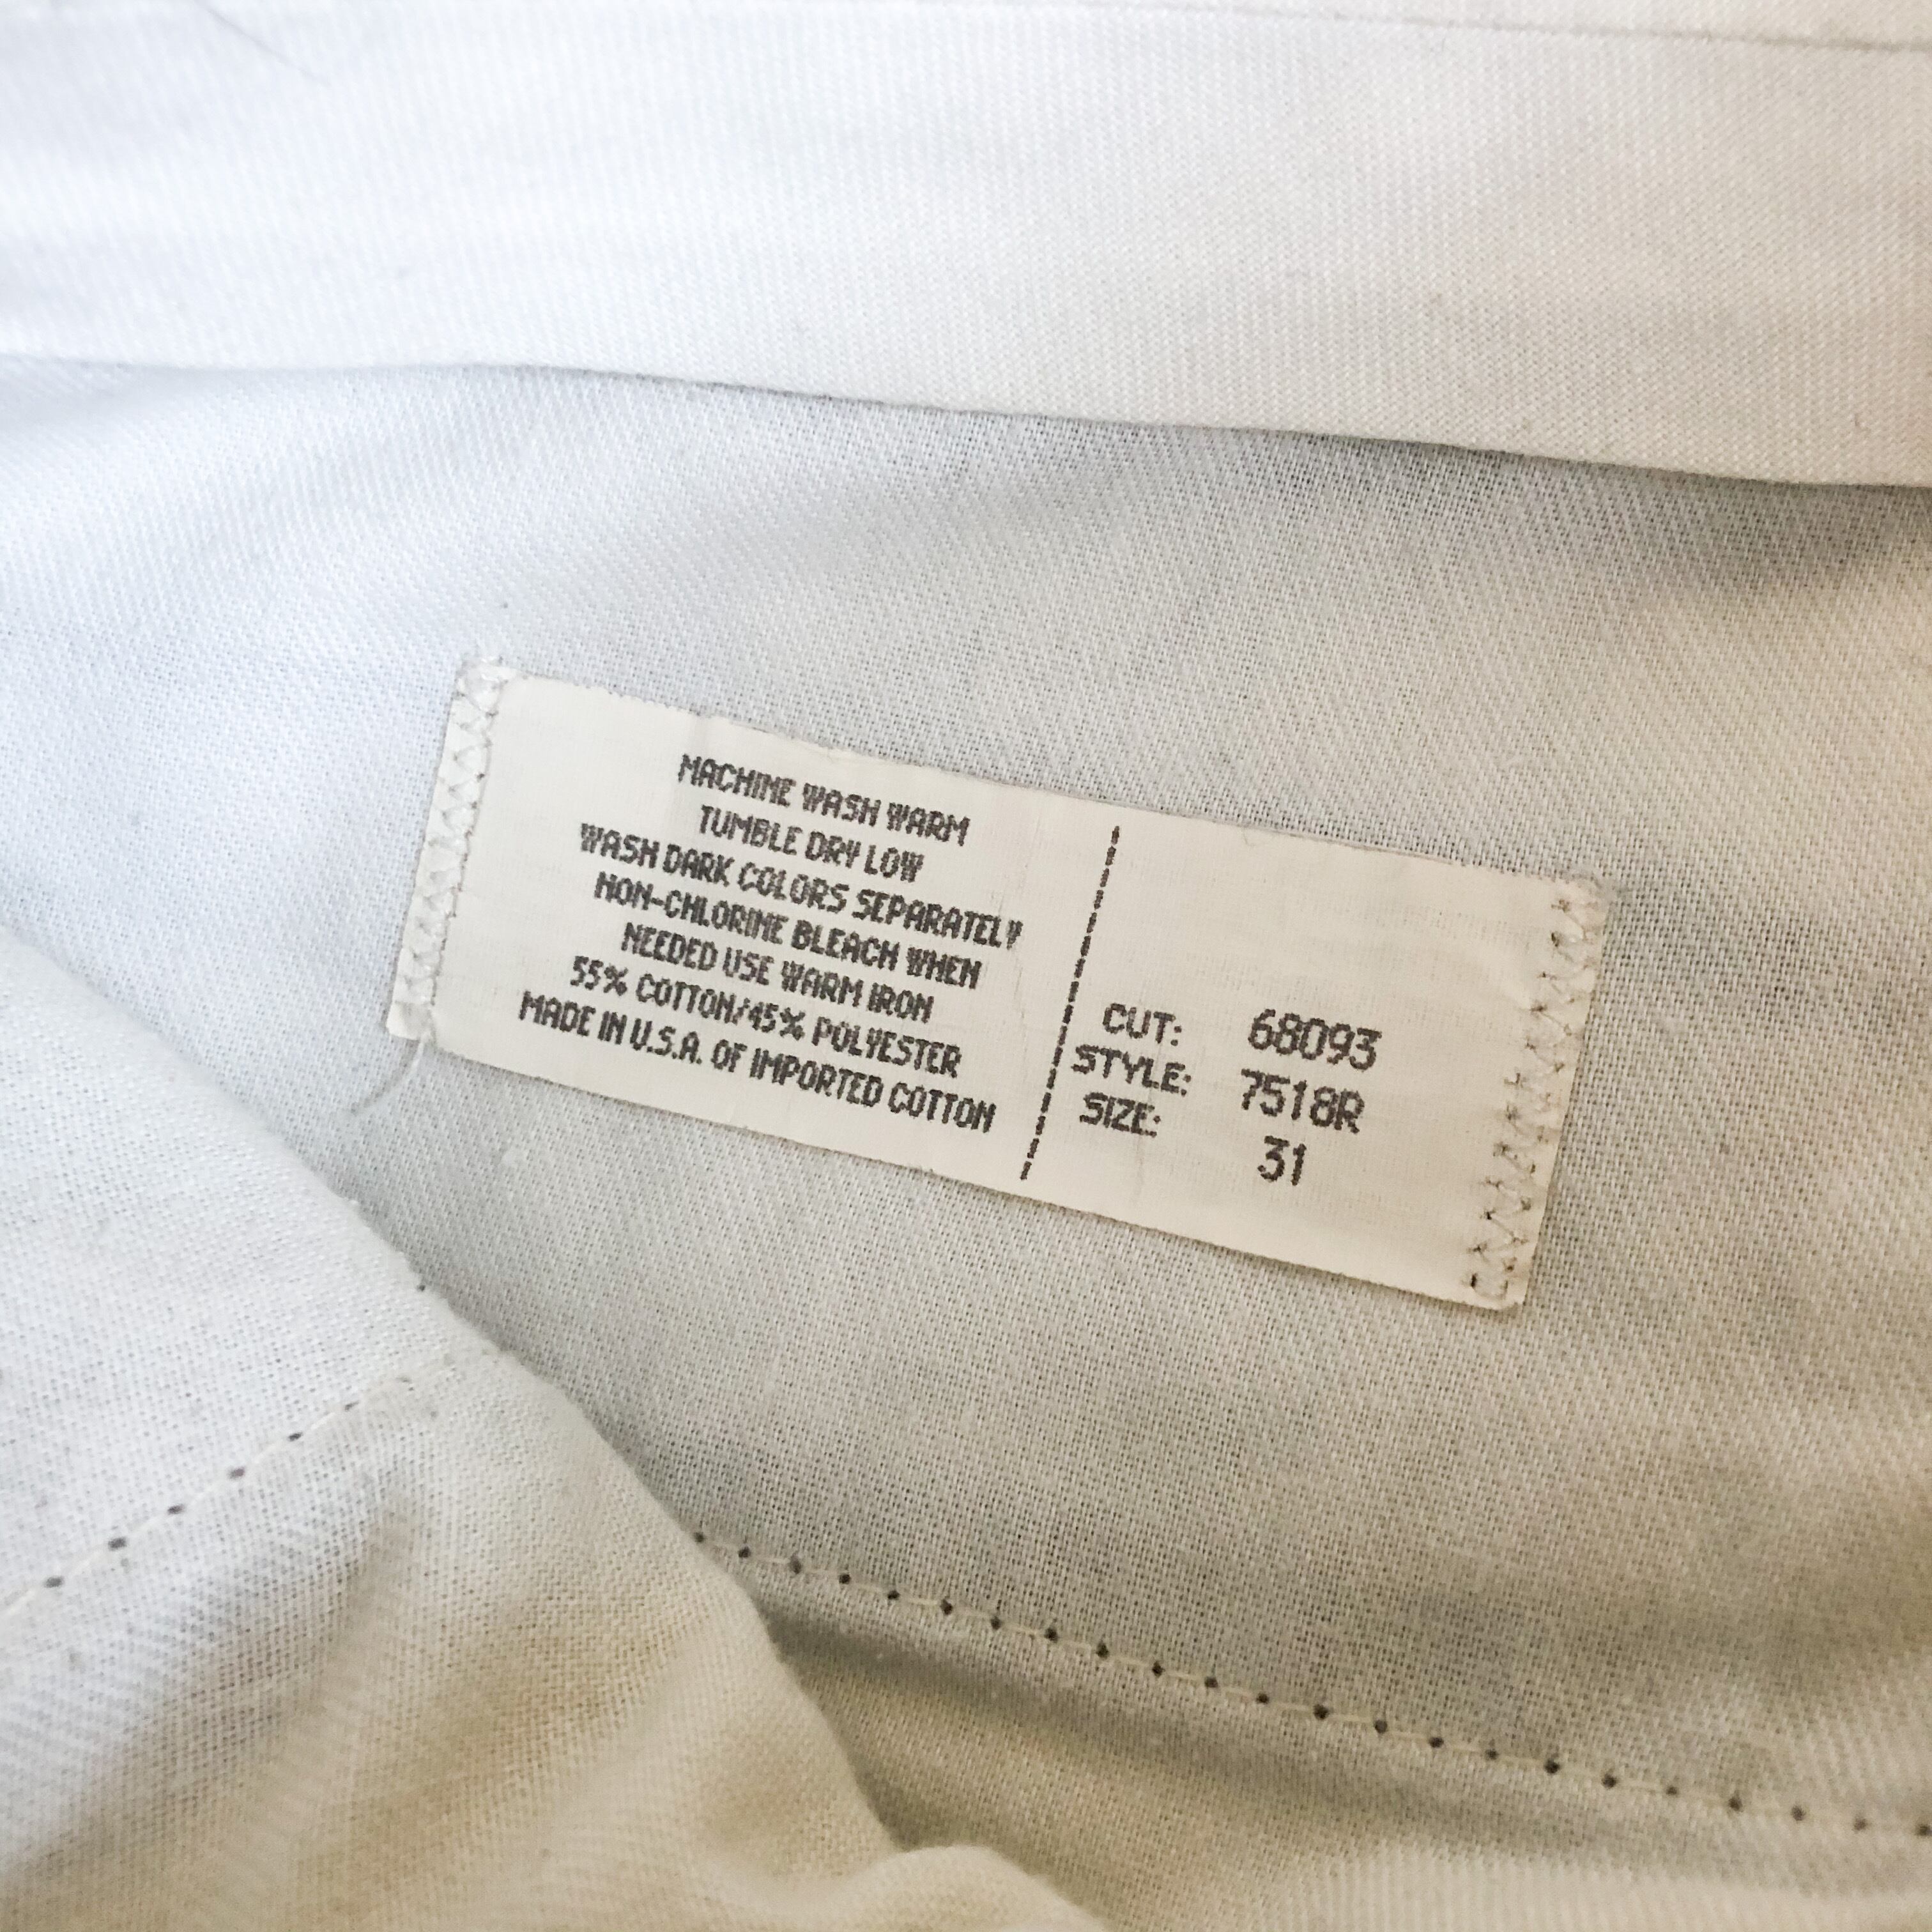 MACHINE WASH WARM
TUMBLE DRY LOW
WASH DARK COLORS SEPARATELY
NON-CHLORINE BLEACH WHEN
NEEDED USE WARM IRON
55% COTTON/45% POLYESTER
MADE IN U.S.A. OF IMPORTED COTTON
CUT: 68093
STYLE: 7518R
SIZE: 31